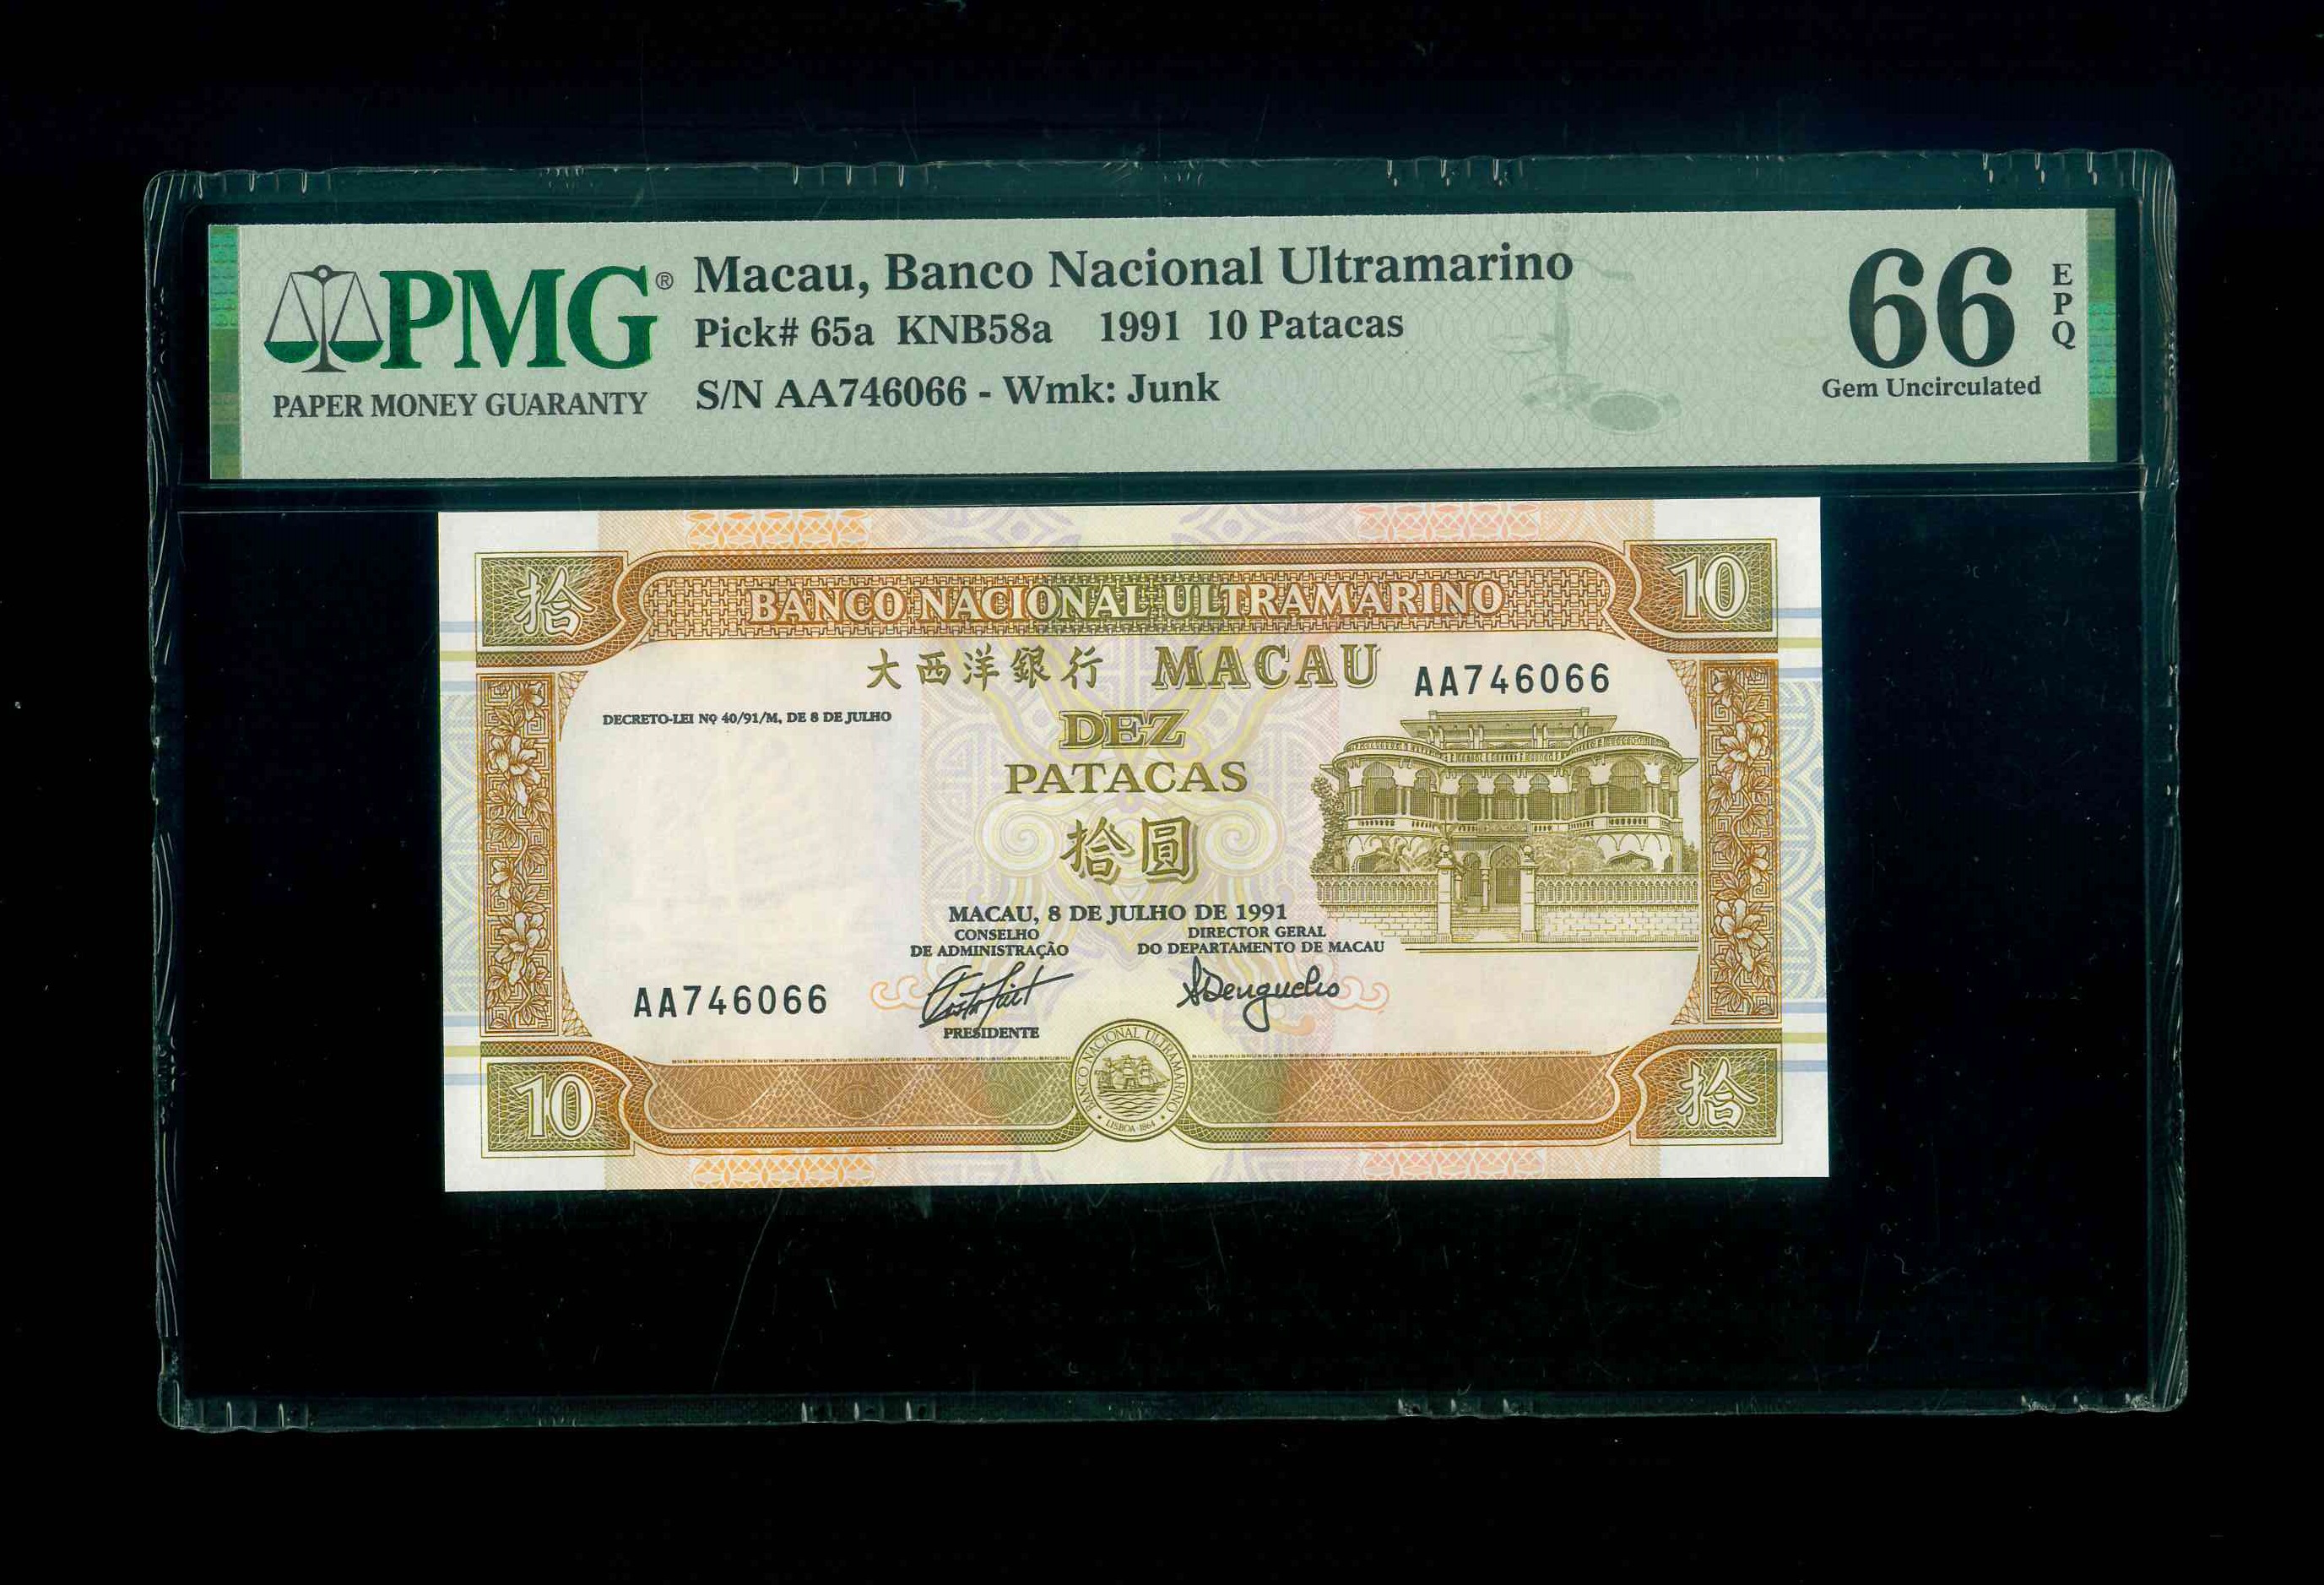 PMG®
PAPER MONEY GUARANTY
Macau, Banco Nacional Ultramarino
Pick# 65a KNB58a 1991 10 Patacas
S/N AA746066 - Wmk: Junk
66
EPQ
Gem Uncirculated
拾
BANCO NACIONAL ULTRAMARINO
10
大西洋銀行 MACAU AA746066
DECRETO-LEI Nº 40/91/M, DE 8 DE JULHO
DEZ
PATACAS
拾圓
MACAU, 8 DE JULHO DE 1991
CONSELHO
DE ADMINISTRAÇÃO
DIRECTOR GERAL
DO DEPARTAMENTO DE MACAU
AA746066
PRESIDENTE
10
BANCO NACIONAL ULTRAMARINO
LISBOA-1864
拾